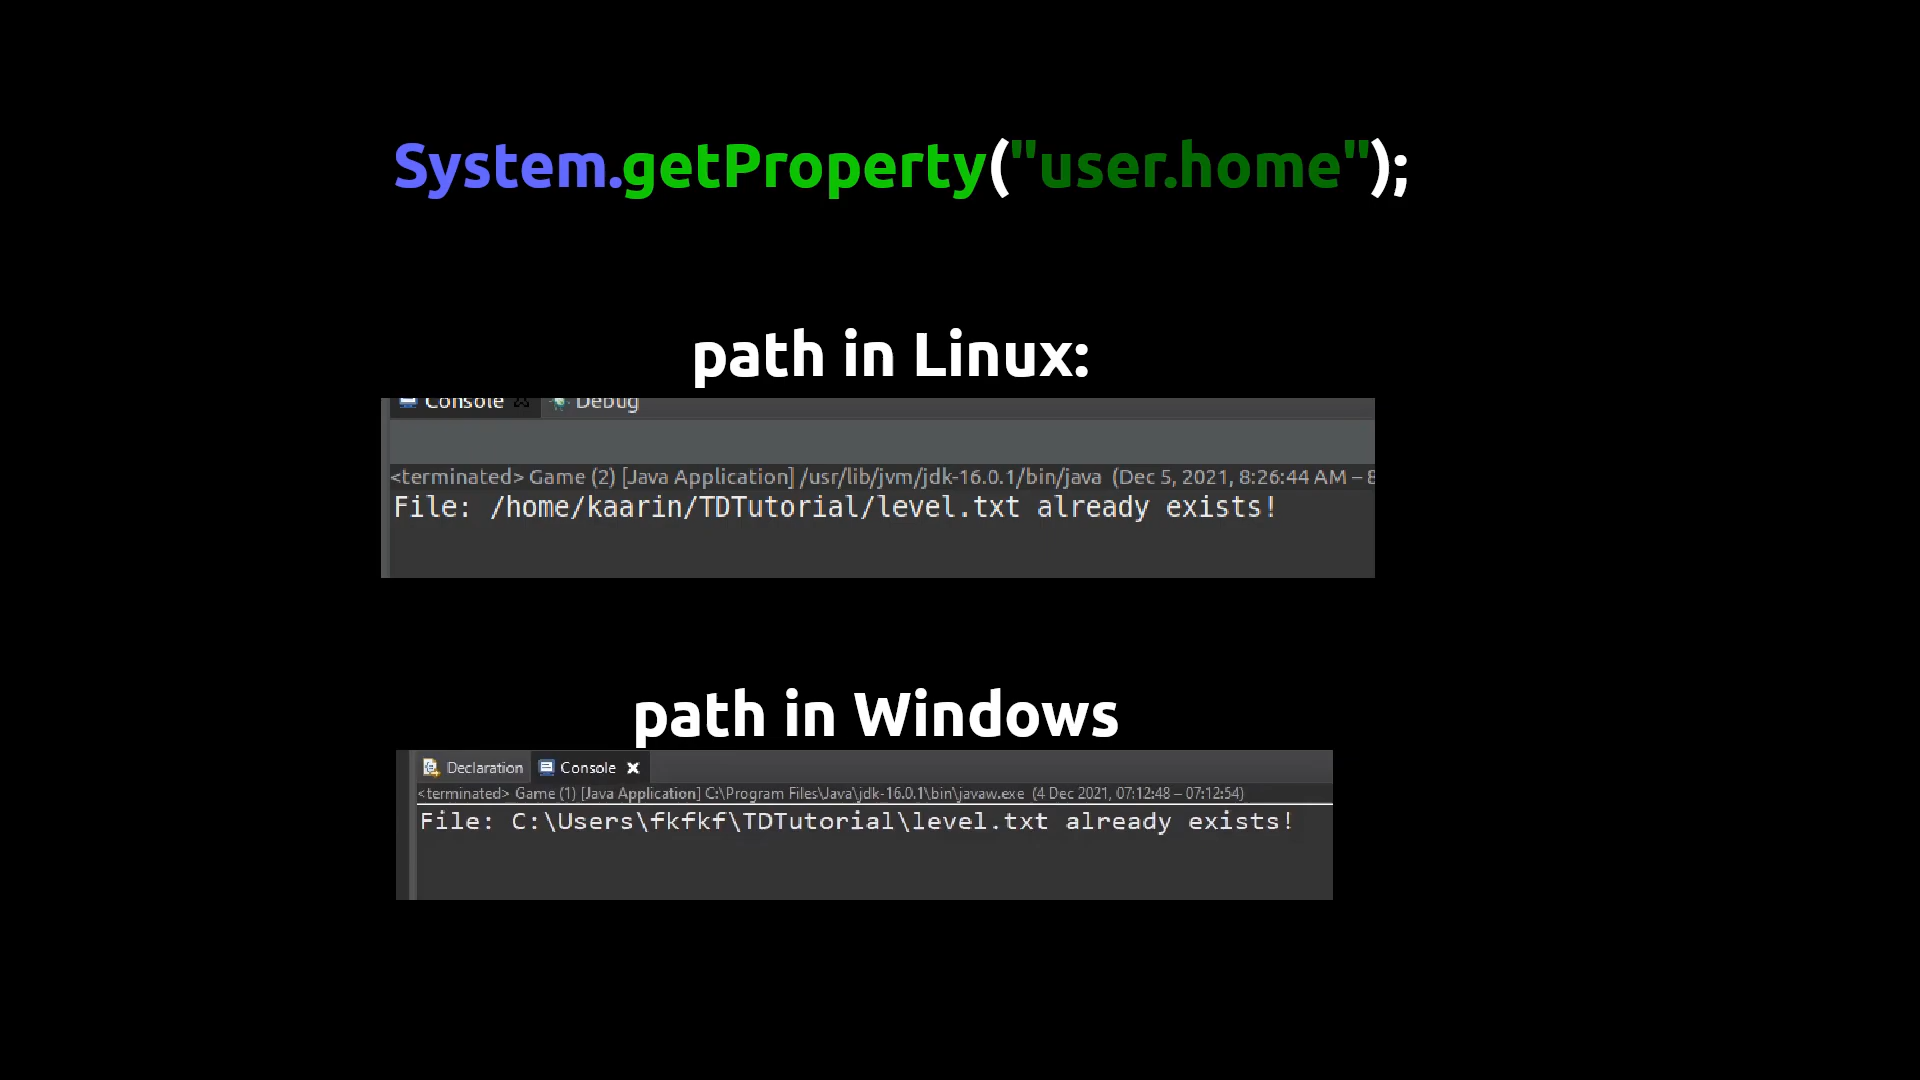 System.getProperty("user.home");
path in Linux:
Console Debug
<terminated> Game (2) [Java Application] /usr/lib/jvm/jdk-16.0.1/bin/java (Dec 5, 2021, 8:26:44 AM – 8
File: /home/kaarin/TDTutorial/level.txt already exists!
path in Windows
Declaration Console
<terminated> Game (1) [Java Application] C:\Program Files\Java\jdk-16.0.1\bin\javaw.exe (4 Dec 2021, 07:12:48 – 07:12:54)
File: C:\Users\fkfkf\TDTutorial\level.txt already exists!